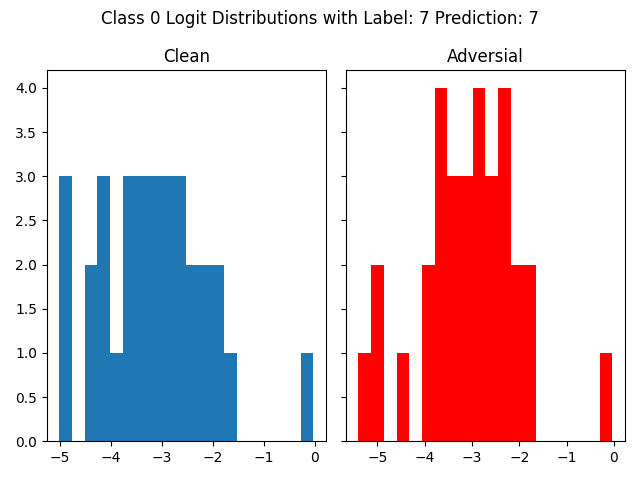 Class 0 Logit Distributions with Label: 7 Prediction: 7
Clean
Adversial
4.0
3.5
3.0
2.5
2.0
1.5
1.0
0.5
0.0
−5 −4 −3 −2 −1 0
−5 −4 −3 −2 −1 0